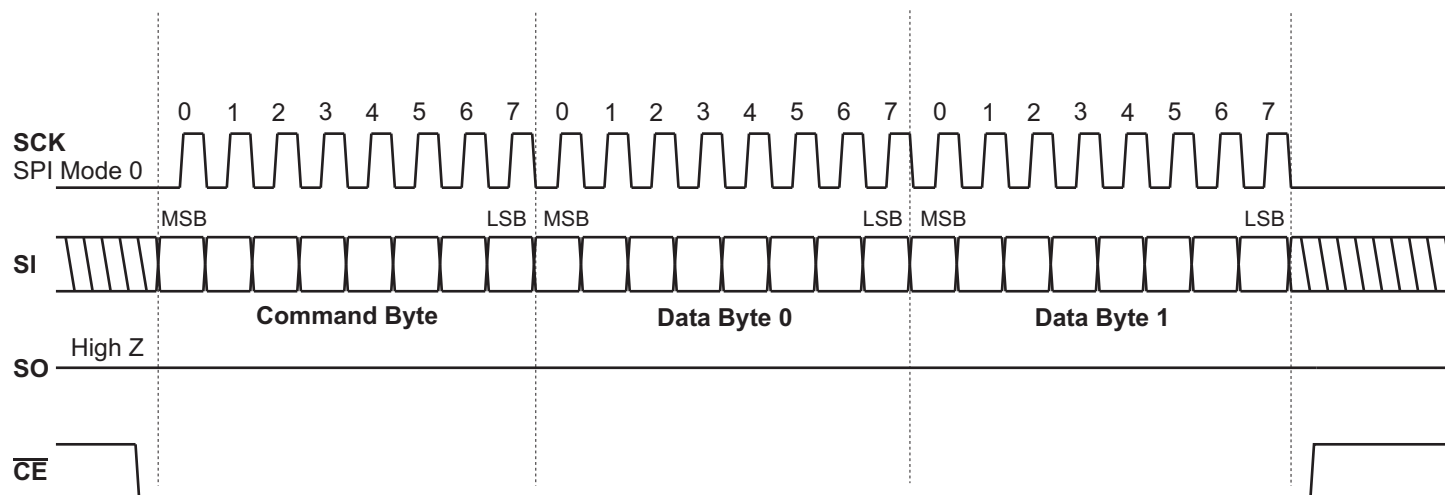 0 1 2 3 4 5 6 7 0 1 2 3 4 5 6 7 0 1 2 3 4 5 6 7
SCK
SPI Mode 0
MSB LSB MSB LSB MSB LSB
SI
Command Byte Data Byte 0 Data Byte 1
High Z
SO
CE